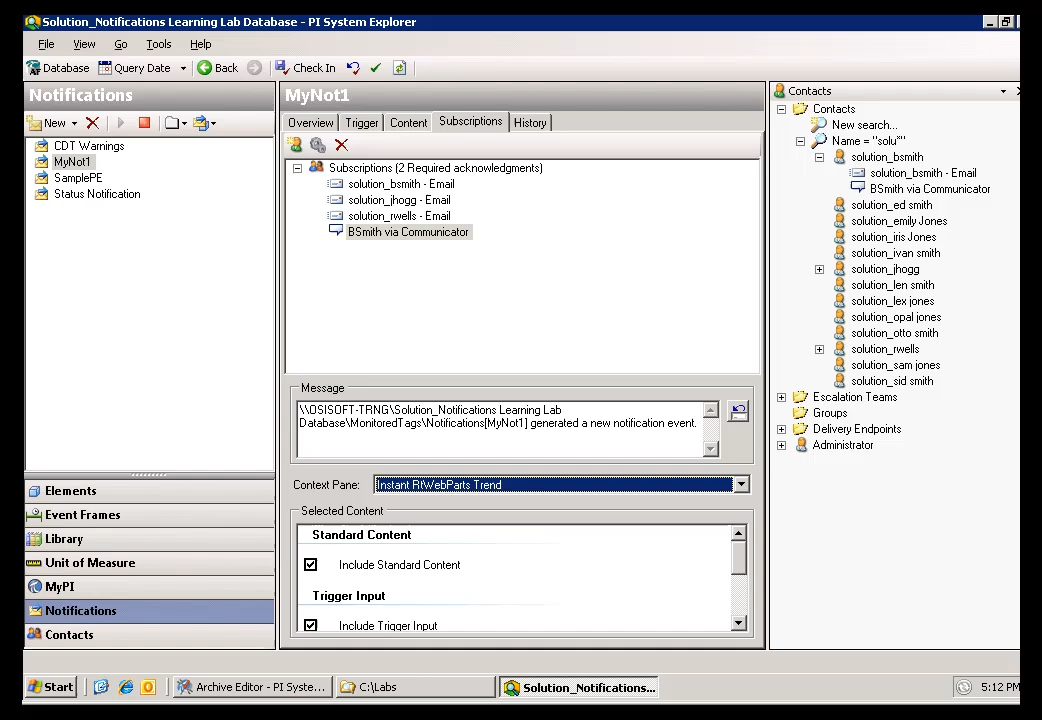 Solution_Notifications Learning Lab Database - PI System Explorer
File View Go Tools Help
Database Query Date Back Check In
Notifications
New
CDT Warnings
MyNot1
SamplePE
Status Notification
Elements
Event Frames
Library
Unit of Measure
MyPI
Notifications
Contacts
MyNot1
Overview Trigger Content Subscriptions History
Subscriptions (2 Required acknowledgments)
solution_bsmith - Email
solution_jhogg - Email
solution_rwells - Email
BSmith via Communicator
Message
\\OSISOFT-TRNG\Solution_Notifications Learning Lab
Database\MonitoredTags\Notifications[MyNot1] generated a new notification event.
Context Pane: Instant RtWebParts Trend
Selected Content
Standard Content
Include Standard Content
Trigger Input
Include Trigger Input
Contacts
Contacts
New search...
Name = "solu*"
solution_bsmith
solution_bsmith - Email
BSmith via Communicator
solution_ed smith
solution_emily Jones
solution_iris Jones
solution_ivan smith
solution_jhogg
solution_len smith
solution_lex jones
solution_opal jones
solution_otto smith
solution_rwells
solution_sam jones
solution_sid smith
Escalation Teams
Groups
Delivery Endpoints
Administrator
Start Archive Editor - PI Syste... C:\Labs Solution_Notifications... 5:12 PM